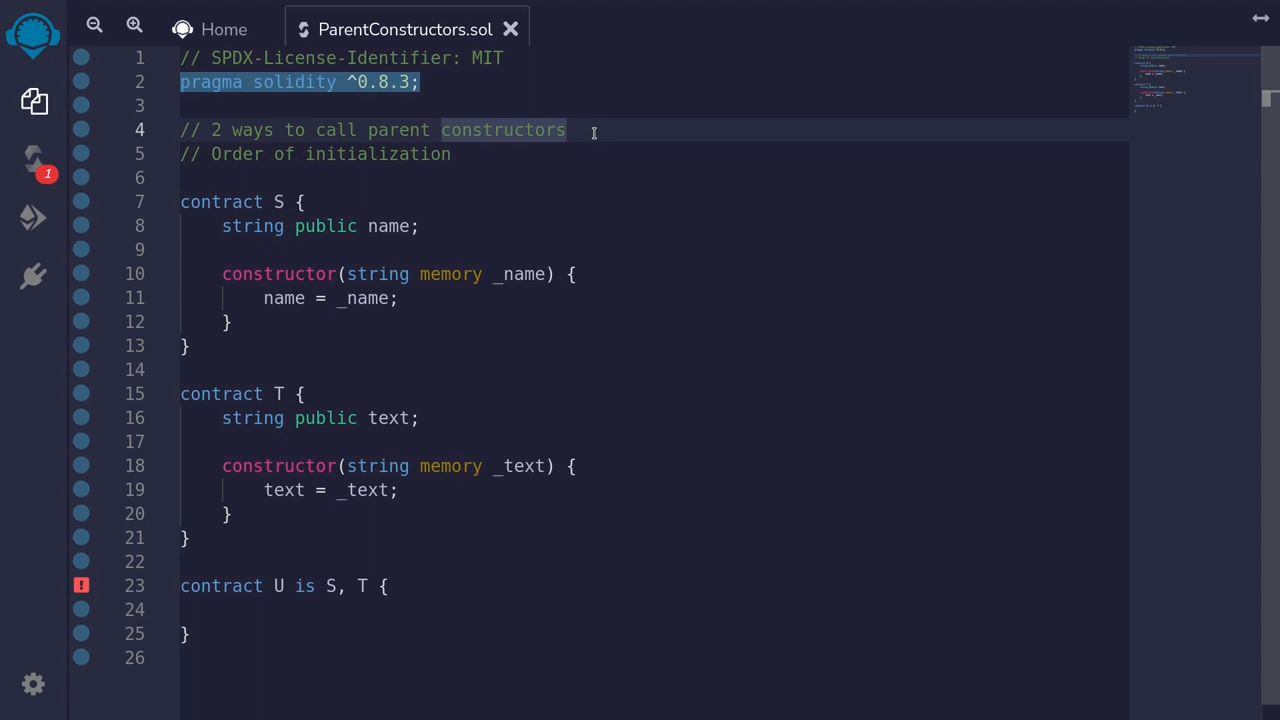 Home
ParentConstructors.sol
1 // SPDX-License-Identifier: MIT
2 pragma solidity ^0.8.3;
3
4 // 2 ways to call parent constructors
5 // Order of initialization
6
7 contract S {
8 string public name;
9
10 constructor(string memory _name) {
11 name = _name;
12 }
13 }
14
15 contract T {
16 string public text;
17
18 constructor(string memory _text) {
19 text = _text;
20 }
21 }
22
23 contract U is S, T {
24
25 }
26
1